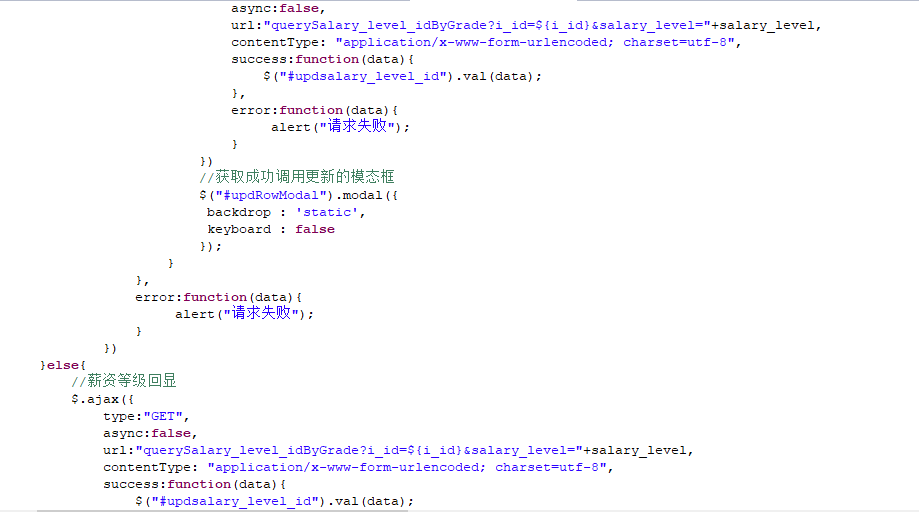 async:false,
url:"querySalary_level_idByGrade?i_id=${i_id}&salary_level="+salary_level,
contentType: "application/x-www-form-urlencoded; charset=utf-8",
success:function(data){
$("#updsalary_level_id").val(data);
},
error:function(data){
alert("请求失败");
}
})
//获取成功调用更新的模态框
$("#updRowModal").modal({
backdrop : 'static',
keyboard : false
});
}
},
error:function(data){
alert("请求失败");
}
})
}else{
//薪资等级回显
$.ajax({
type:"GET",
async:false,
url:"querySalary_level_idByGrade?i_id=${i_id}&salary_level="+salary_level,
contentType: "application/x-www-form-urlencoded; charset=utf-8",
success:function(data){
$("#updsalary_level_id").val(data);